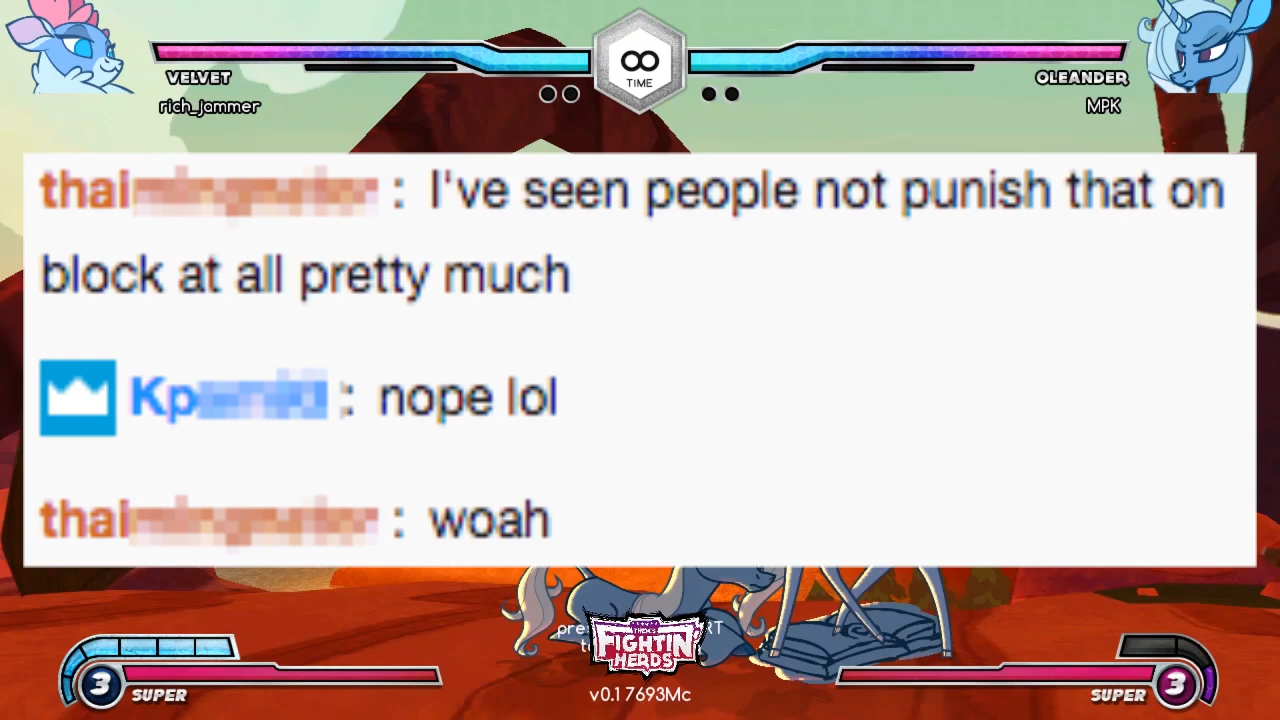 ∞
TIME
VELVET
rich_jammer
OLEANDER
MPK
thai : I've seen people not punish that on
block at all pretty much
Kp : nope lol
thai : woah
THEM'S
FIGHTIN'
HERDS
3 SUPER
SUPER 3
v0.17693Mc